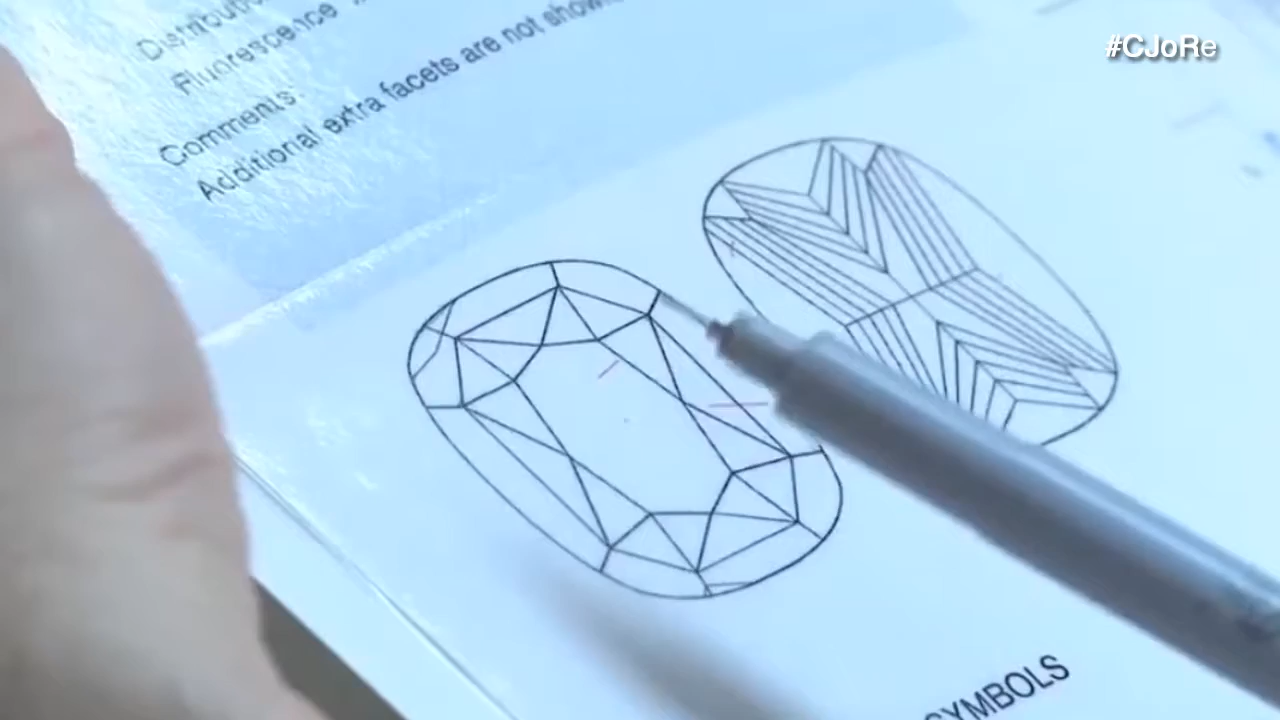 #CJoRe
Fluorescence
Comments:
Additional extra facets are not shown
SYMBOLS